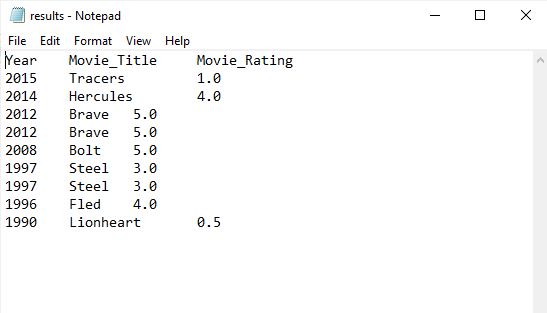 results - Notepad
File Edit Format View Help
Year Movie_Title Movie_Rating
2015 Tracers 1.0
2014 Hercules 4.0
2012 Brave 5.0
2012 Brave 5.0
2008 Bolt 5.0
1997 Steel 3.0
1997 Steel 3.0
1996 Fled 4.0
1990 Lionheart 0.5